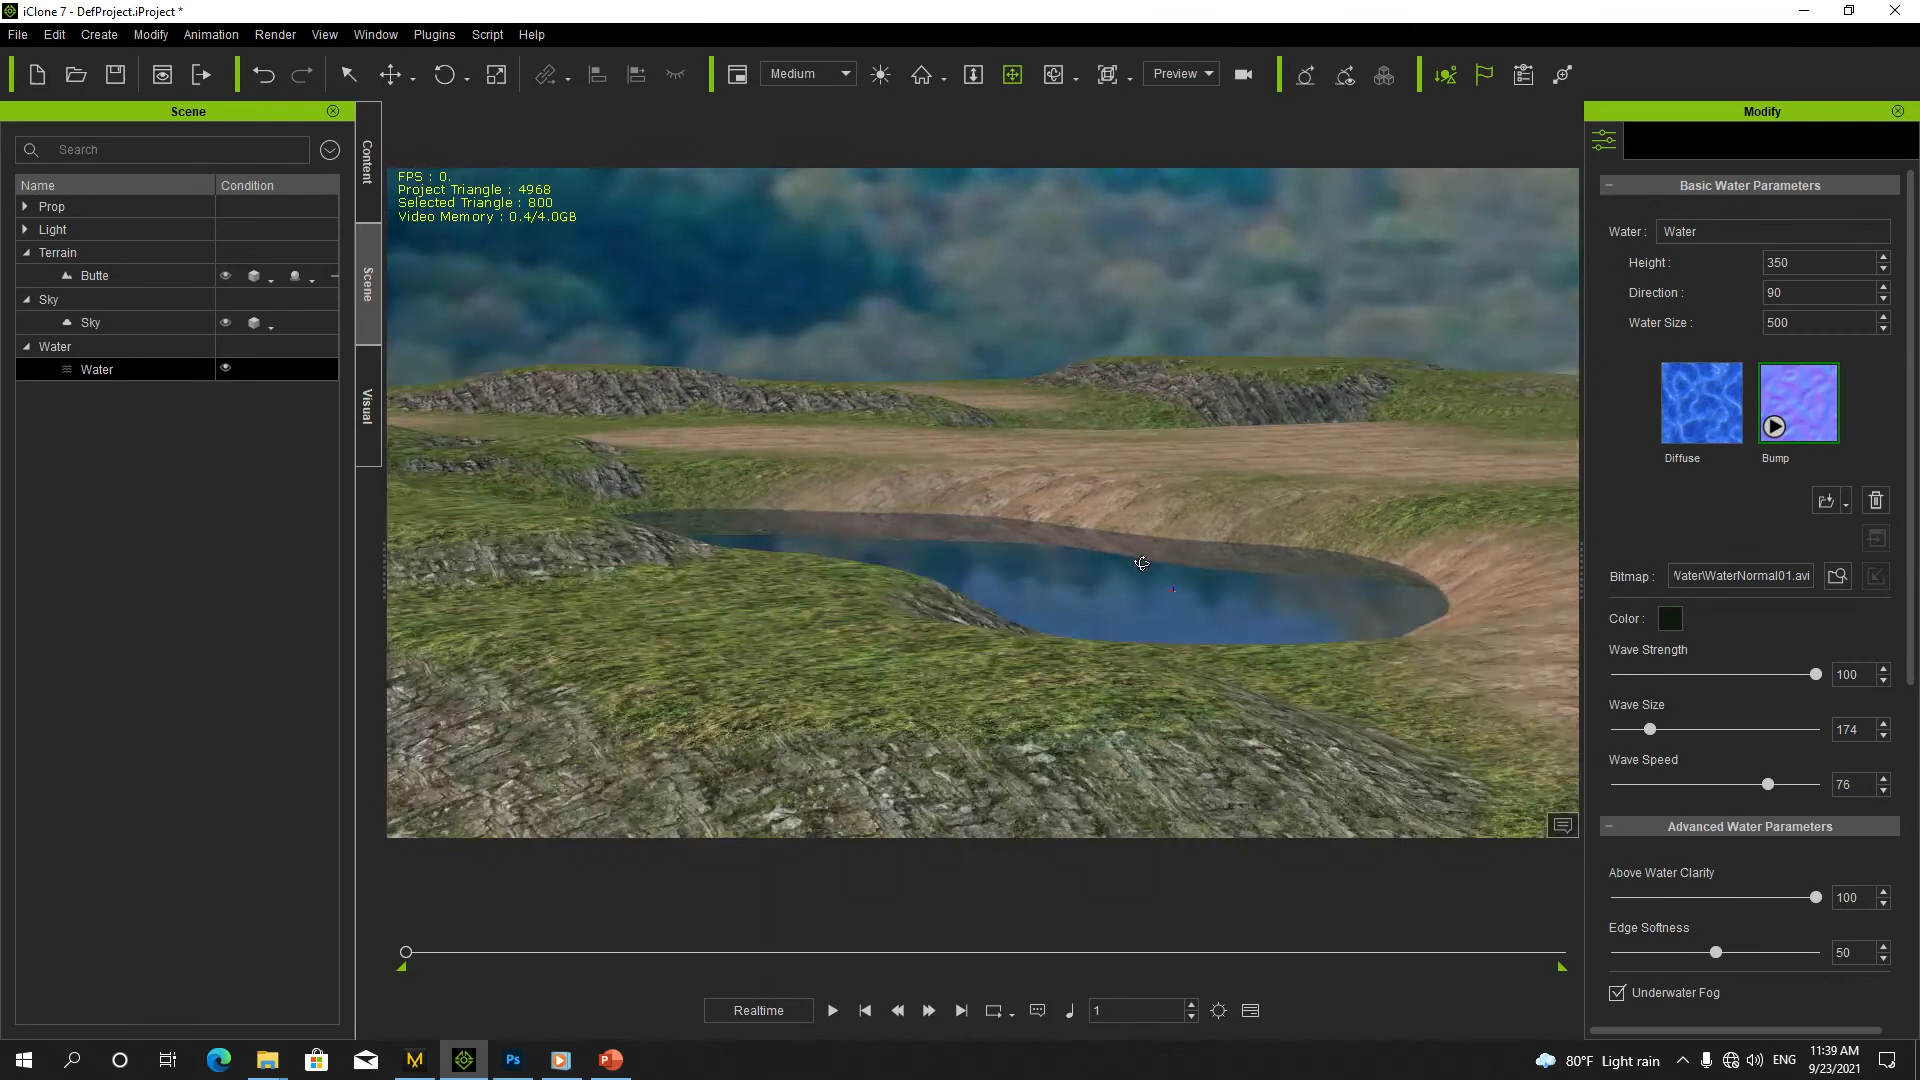 iClone 7 - DefProject.iProject *
File Edit Create Modify Animation Render View Window Plugins Script Help
Medium
Preview
Scene
Search
Name Condition
Prop
Light
Terrain
Butte
Sky
Sky
Water
Water
Content
Scene
Visual
FPS : 0.
Project Triangle : 4968
Selected Triangle : 800
Video Memory : 0.4/4.0GB
Modify
Basic Water Parameters
Water : Water
Height : 350
Direction : 90
Water Size : 500
Diffuse Bump
Bitmap : Water\WaterNormal01.avi
Color :
Wave Strength
100
Wave Size
174
Wave Speed
76
Advanced Water Parameters
Above Water Clarity
100
Edge Softness
50
Underwater Fog
Realtime
1
Ps
80°F Light rain
ENG
11:39 AM
9/23/2021